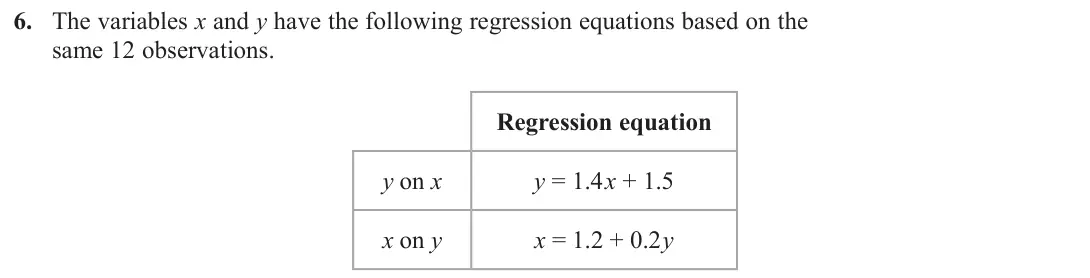 6. The variables x and y have the following regression equations based on the
same 12 observations.
Regression equation
y on x y = 1.4x + 1.5
x on y x = 1.2 + 0.2y